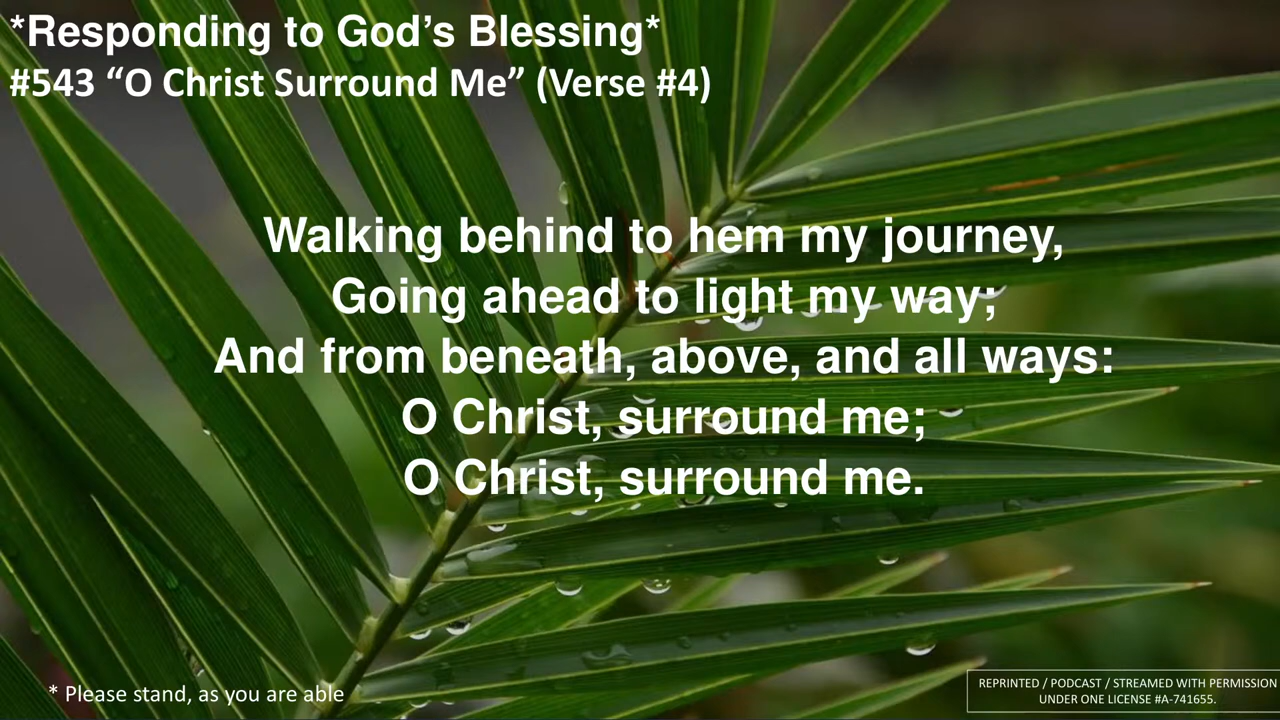 *Responding to God’s Blessing*
#543 “O Christ Surround Me” (Verse #4)
Walking behind to hem my journey,
Going ahead to light my way;
And from beneath, above, and all ways:
O Christ, surround me;
O Christ, surround me.
* Please stand, as you are able
REPRINTED / PODCAST / STREAMED WITH PERMISSION
UNDER ONE LICENSE #A-741655.